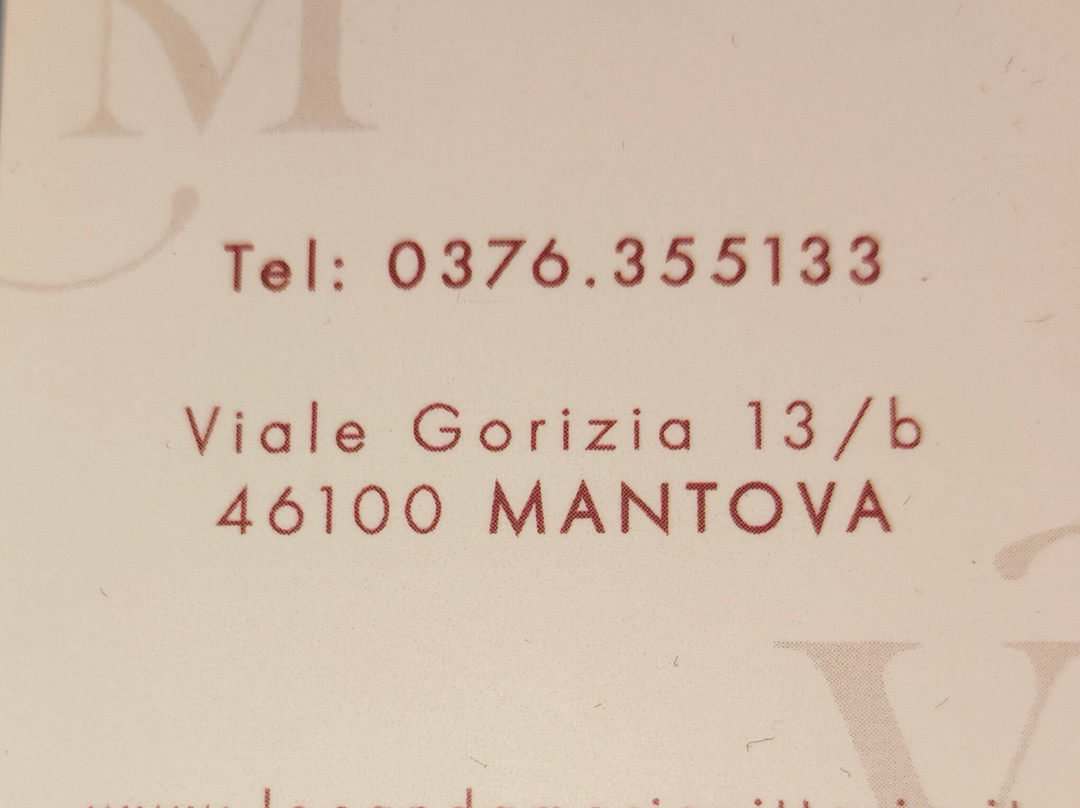 M
Tel: 0376.355133
Viale Gorizia 13/b
46100 MANTOVA
V